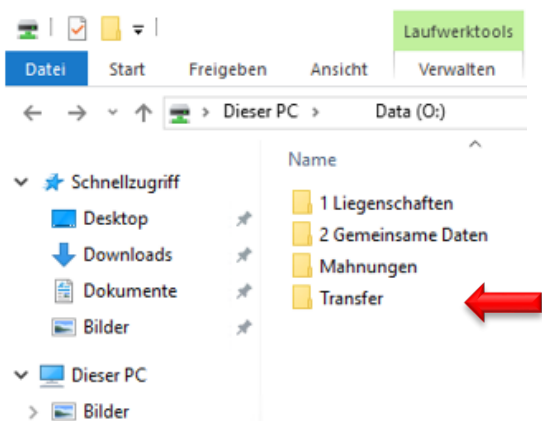 Laufwerktools
Datei Start Freigeben Ansicht Verwalten
Dieser PC Data (O:)
Name
Schnellzugriff
Desktop
Downloads
Dokumente
Bilder
Dieser PC
Bilder
1 Liegenschaften
2 Gemeinsame Daten
Mahnungen
Transfer